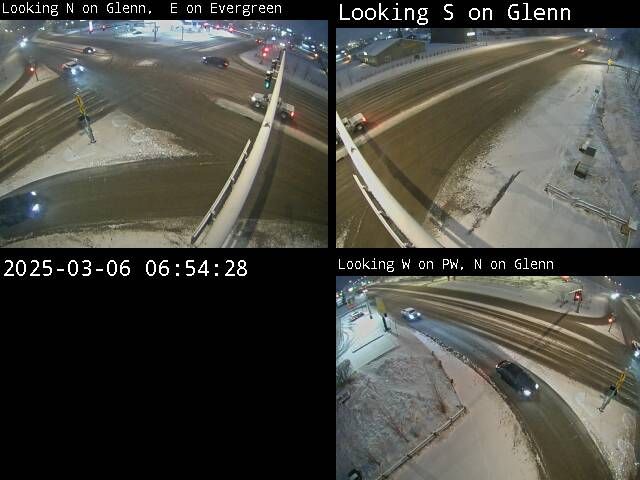 Looking N on Glenn,  E on Evergreen
Looking S on Glenn
2025-03-06 06:54:28
Looking W on PW, N on Glenn